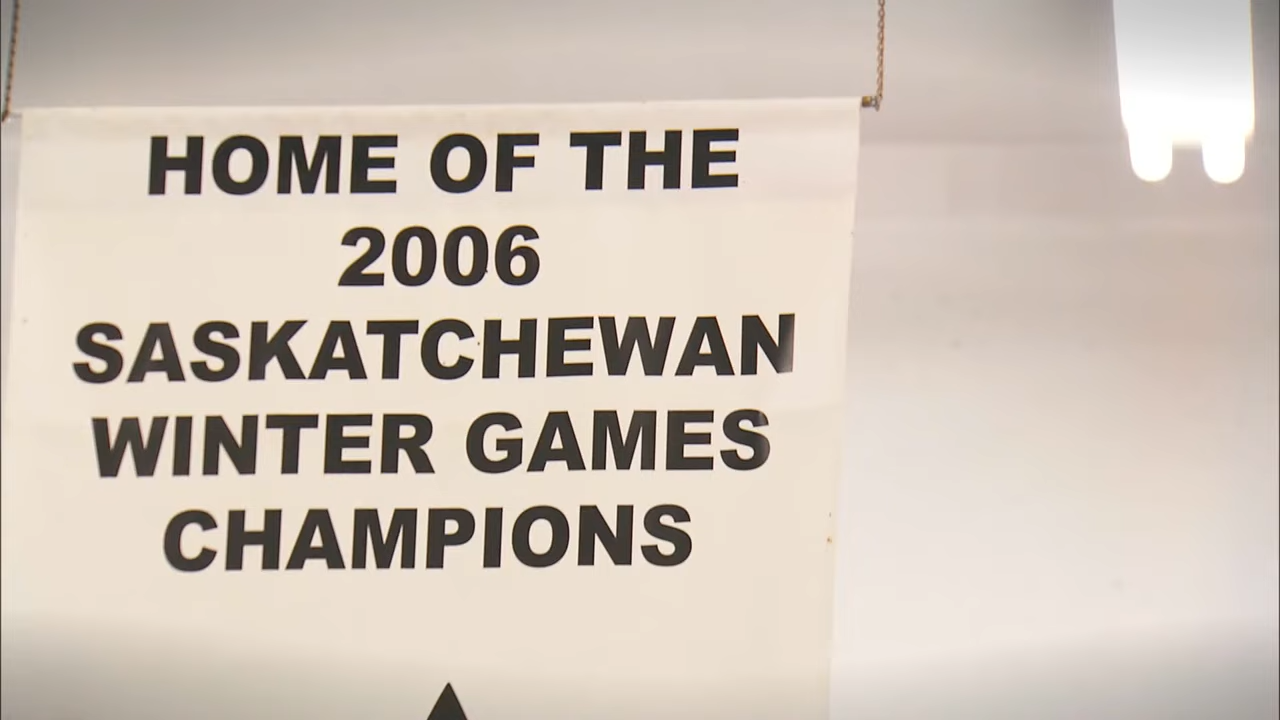 HOME OF THE
2006
SASKATCHEWAN
WINTER GAMES
CHAMPIONS